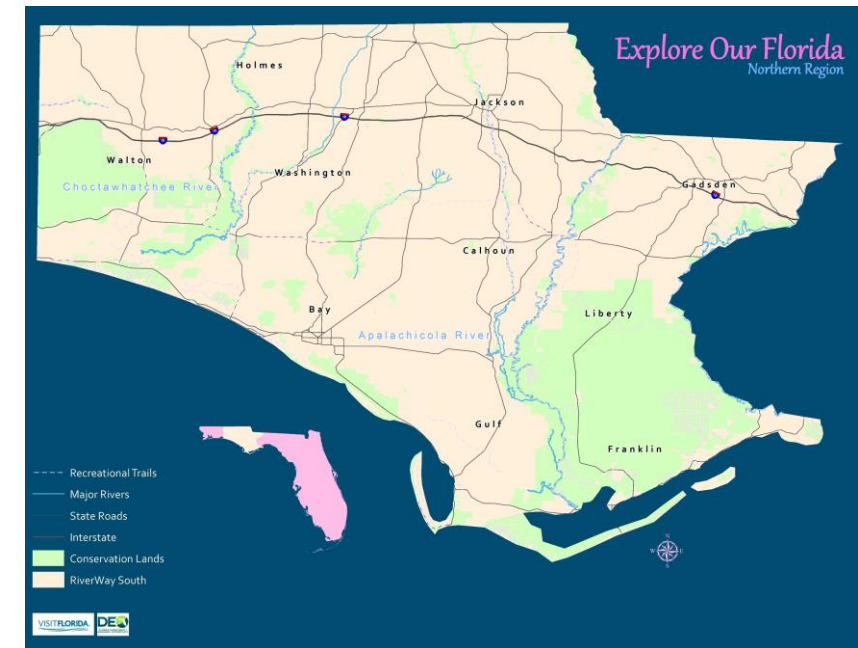 Explore Our Florida
Northern Region
Holmes
Jackson
Walton
Washington
Gadsden
Choctawhatchee River
Calhoun
Bay
Liberty
Apalachicola River
Gulf
Franklin
Recreational Trails
Major Rivers
State Roads
Interstate
Conservation Lands
RiverWay South
N
W E
S
VISITFLORIDA.
DEO